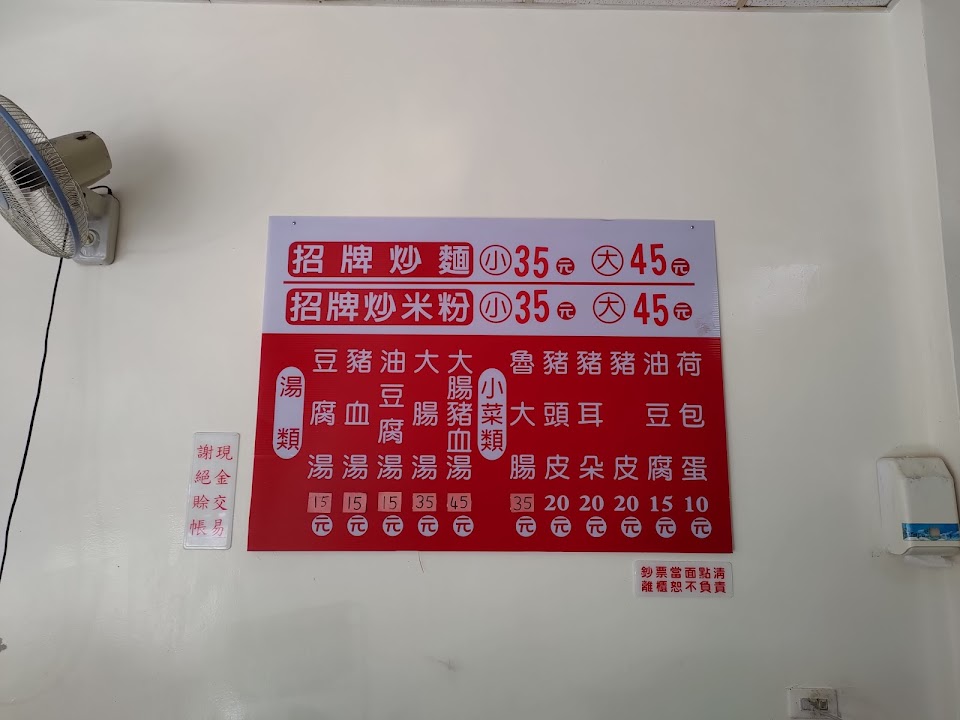 招牌炒麵 小35元 大45元
招牌炒米粉 小35元 大45元
湯類
豆腐湯 15元
豬血湯 15元
油豆腐湯 15元
大腸湯 35元
大腸豬血湯 45元
小菜類
魯大腸 35元
豬頭皮 20元
豬耳朵 20元
豬皮 20元
油豆腐 15元
荷包蛋 10元
現金交易
謝絕賒帳
鈔票當面點清
離櫃恕不負責